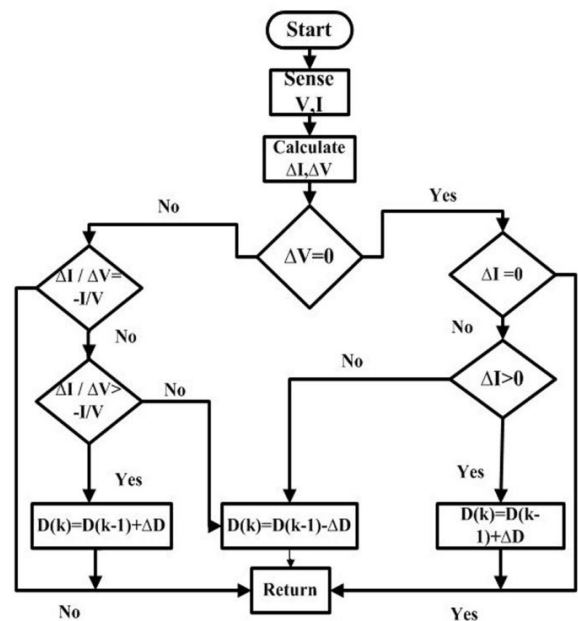 Start
Sense
V,I
Calculate
ΔI,ΔV
No
Yes
ΔV=0
ΔI / ΔV=
-I/V
ΔI =0
No
No
ΔI / ΔV>
-I/V
No
No
ΔI>0
Yes
Yes
D(k)=D(k-1)+ΔD
D(k)=D(k-1)-ΔD
D(k)=D(k-
1)+ΔD
Return
No
Yes